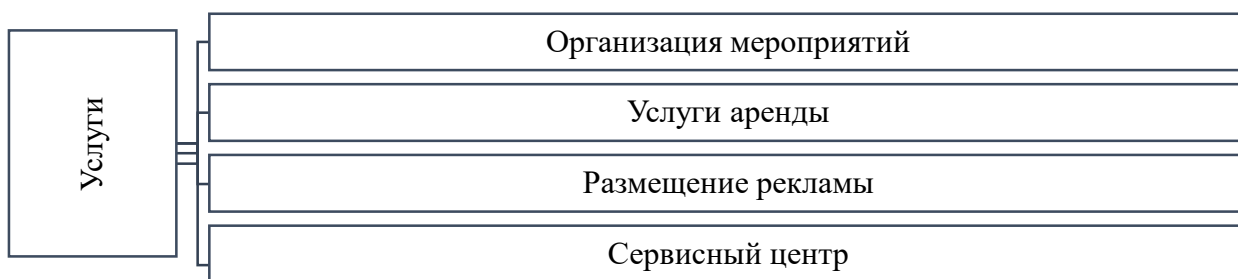 Услуги
Организация мероприятий
Услуги аренды
Размещение рекламы
Сервисный центр